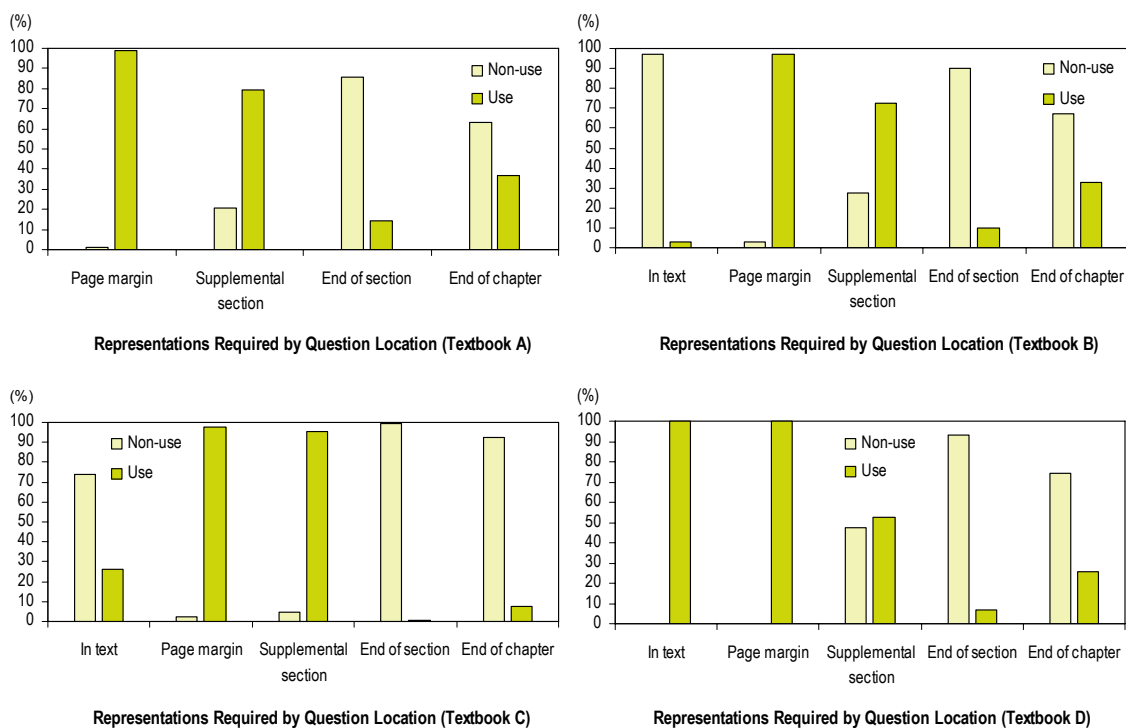 (%)
100
90
80
70
60
50
40
30
20
10
0
Non-use
Use
Page margin
Supplemental
section
End of section
End of chapter
Representations Required by Question Location (Textbook A)
(%)
100
90
80
70
60
50
40
30
20
10
0
Non-use
Use
In text
Page margin
Supplemental
section
End of section
End of chapter
Representations Required by Question Location (Textbook B)
(%)
100
90
80
70
60
50
40
30
20
10
0
Non-use
Use
In text
Page margin
Supplemental
section
End of section
End of chapter
Representations Required by Question Location (Textbook C)
(%)
100
90
80
70
60
50
40
30
20
10
0
Non-use
Use
In text
Page margin
Supplemental
section
End of section
End of chapter
Representations Required by Question Location (Textbook D)